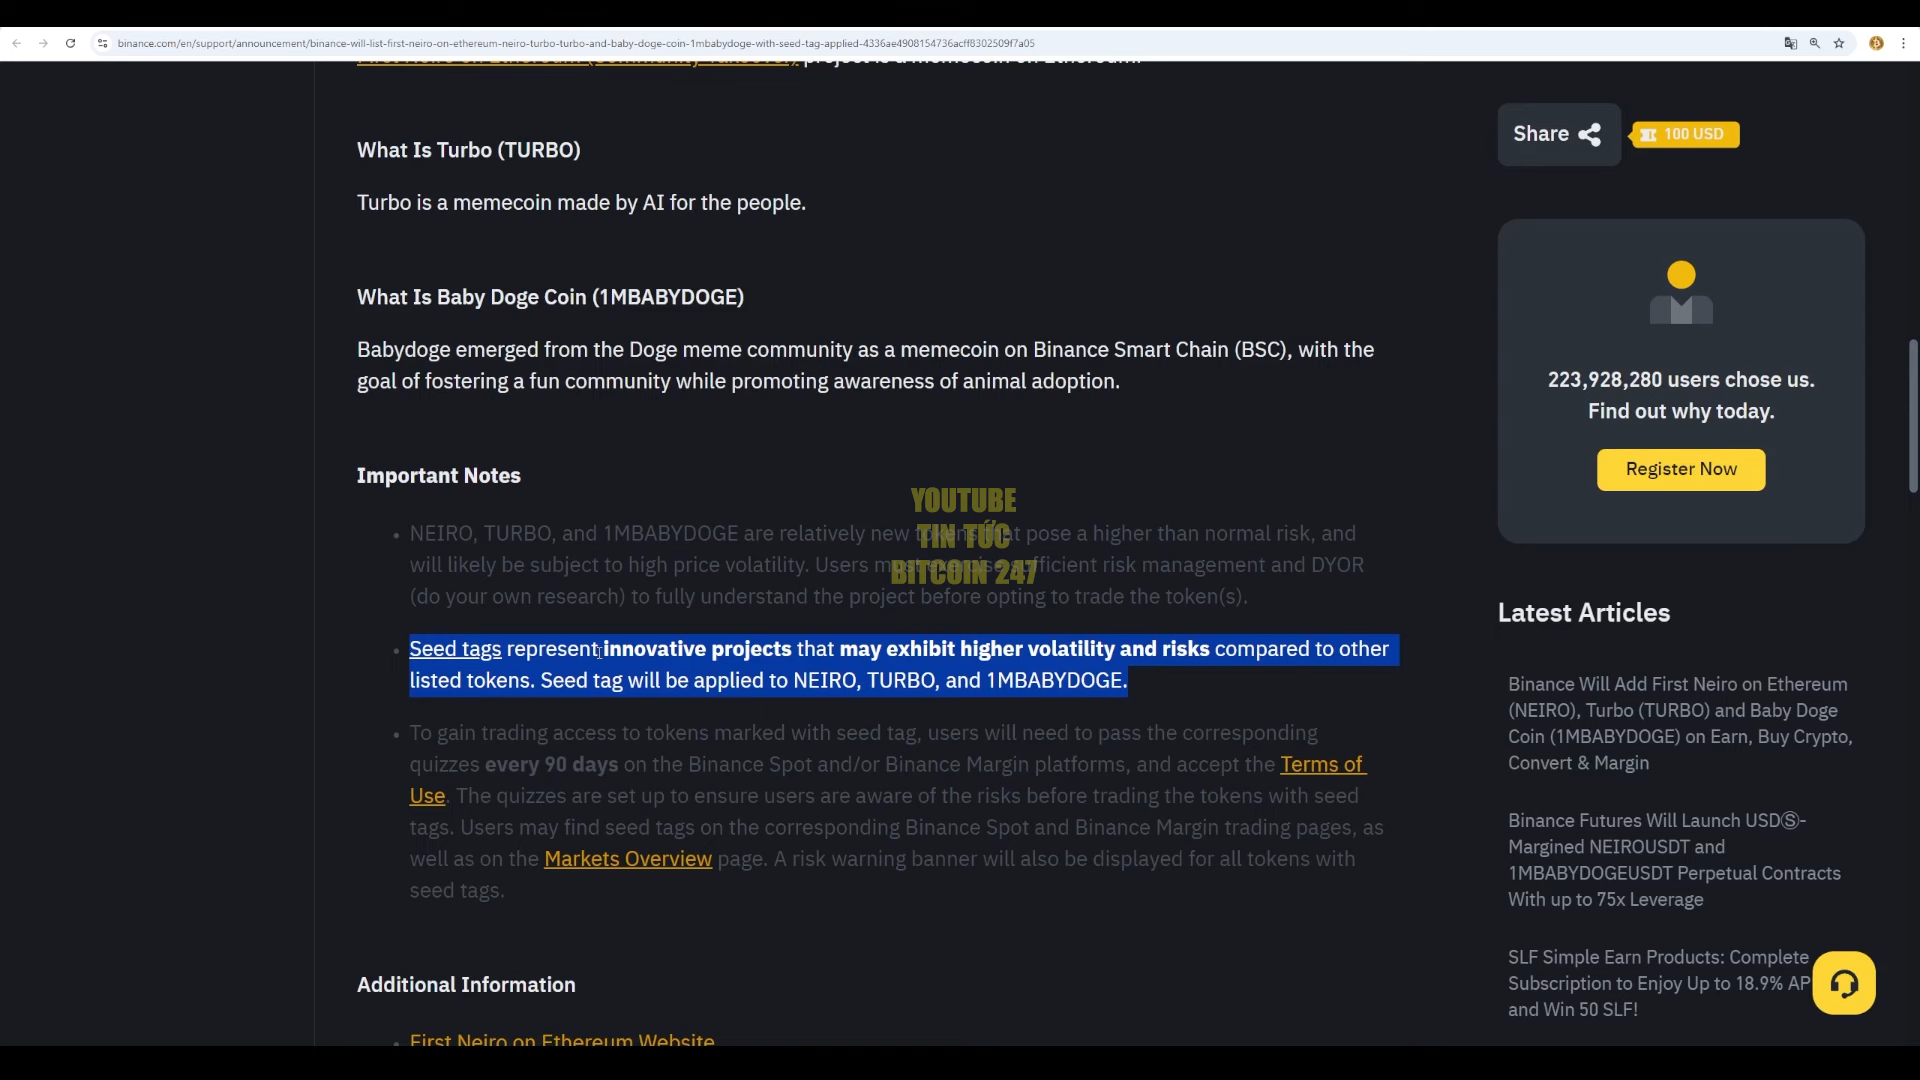 binance.com/en/support/announcement/binance-will-list-first-neiro-on-ethereum-neiro-turbo-turbo-and-baby-doge-coin-1mbabydoge-with-seed-tag-applied-4336ae4908154736acff8302509f7a05
First Neiro on Ethereum (Community Takeover) project is a memecoin on Ethereum.
Share
100 USD
What Is Turbo (TURBO)
Turbo is a memecoin made by AI for the people.
What Is Baby Doge Coin (1MBABYDOGE)
Babydoge emerged from the Doge meme community as a memecoin on Binance Smart Chain (BSC), with the
goal of fostering a fun community while promoting awareness of animal adoption.
223,928,280 users chose us.
Find out why today.
Register Now
Important Notes
YOUTUBE
TIN TỨC
BITCOIN 247
NEIRO, TURBO, and 1MBABYDOGE are relatively new tokens that pose a higher than normal risk, and
will likely be subject to high price volatility. Users must exercise sufficient risk management and DYOR
(do your own research) to fully understand the project before opting to trade the token(s).
Seed tags represent innovative projects that may exhibit higher volatility and risks compared to other
listed tokens. Seed tag will be applied to NEIRO, TURBO, and 1MBABYDOGE.
To gain trading access to tokens marked with seed tag, users will need to pass the corresponding
quizzes every 90 days on the Binance Spot and/or Binance Margin platforms, and accept the Terms of
Use. The quizzes are set up to ensure users are aware of the risks before trading the tokens with seed
tags. Users may find seed tags on the corresponding Binance Spot and Binance Margin trading pages, as
well as on the Markets Overview page. A risk warning banner will also be displayed for all tokens with
seed tags.
Additional Information
First Neiro on Ethereum Website
Latest Articles
Binance Will Add First Neiro on Ethereum
(NEIRO), Turbo (TURBO) and Baby Doge
Coin (1MBABYDOGE) on Earn, Buy Crypto,
Convert & Margin
Binance Futures Will Launch USDⓈ-
Margined NEIROUSDT and
1MBABYDOGEUSDT Perpetual Contracts
With up to 75x Leverage
SLF Simple Earn Products: Complete
Subscription to Enjoy Up to 18.9% AP
and Win 50 SLF!